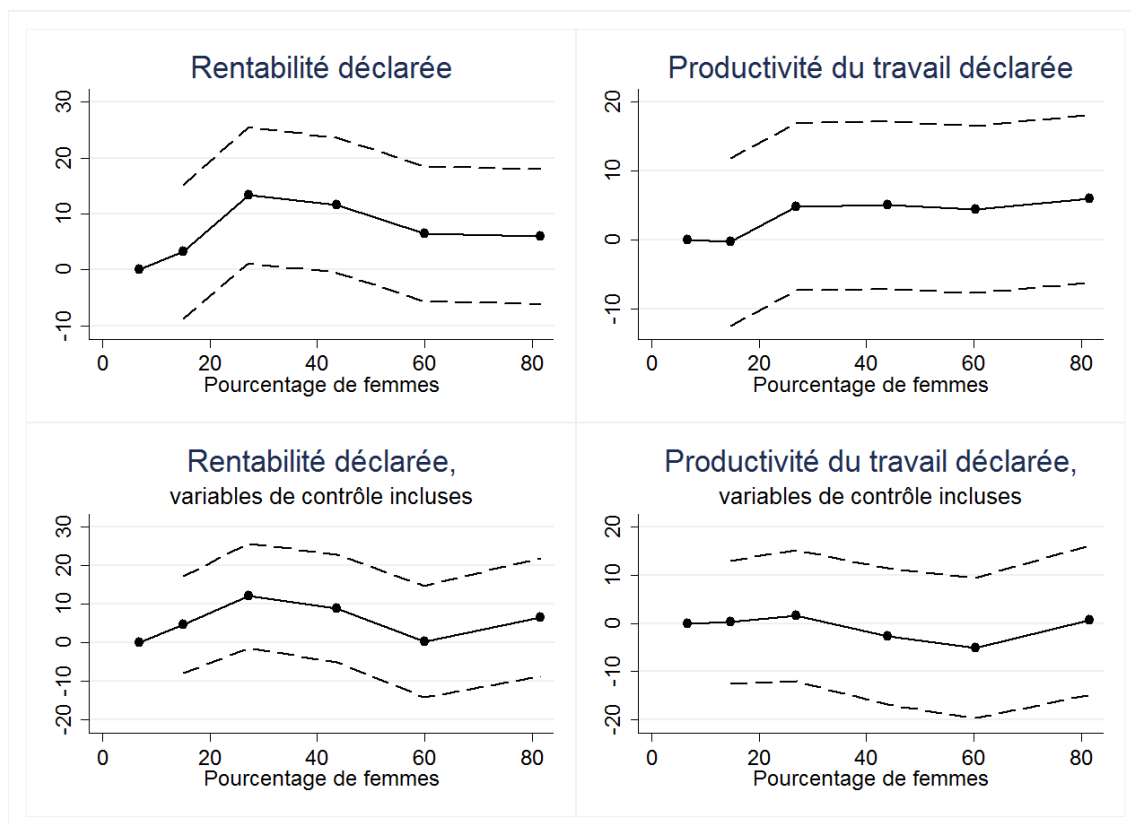 Rentabilité déclarée
30
20
10
0
-10
0 20 40 60 80
Pourcentage de femmes
Productivité du travail déclarée
20
10
0
-10
0 20 40 60 80
Pourcentage de femmes
Rentabilité déclarée,
variables de contrôle incluses
30
20
10
0
-10
-20
0 20 40 60 80
Pourcentage de femmes
Productivité du travail déclarée,
variables de contrôle incluses
20
10
0
-10
-20
0 20 40 60 80
Pourcentage de femmes